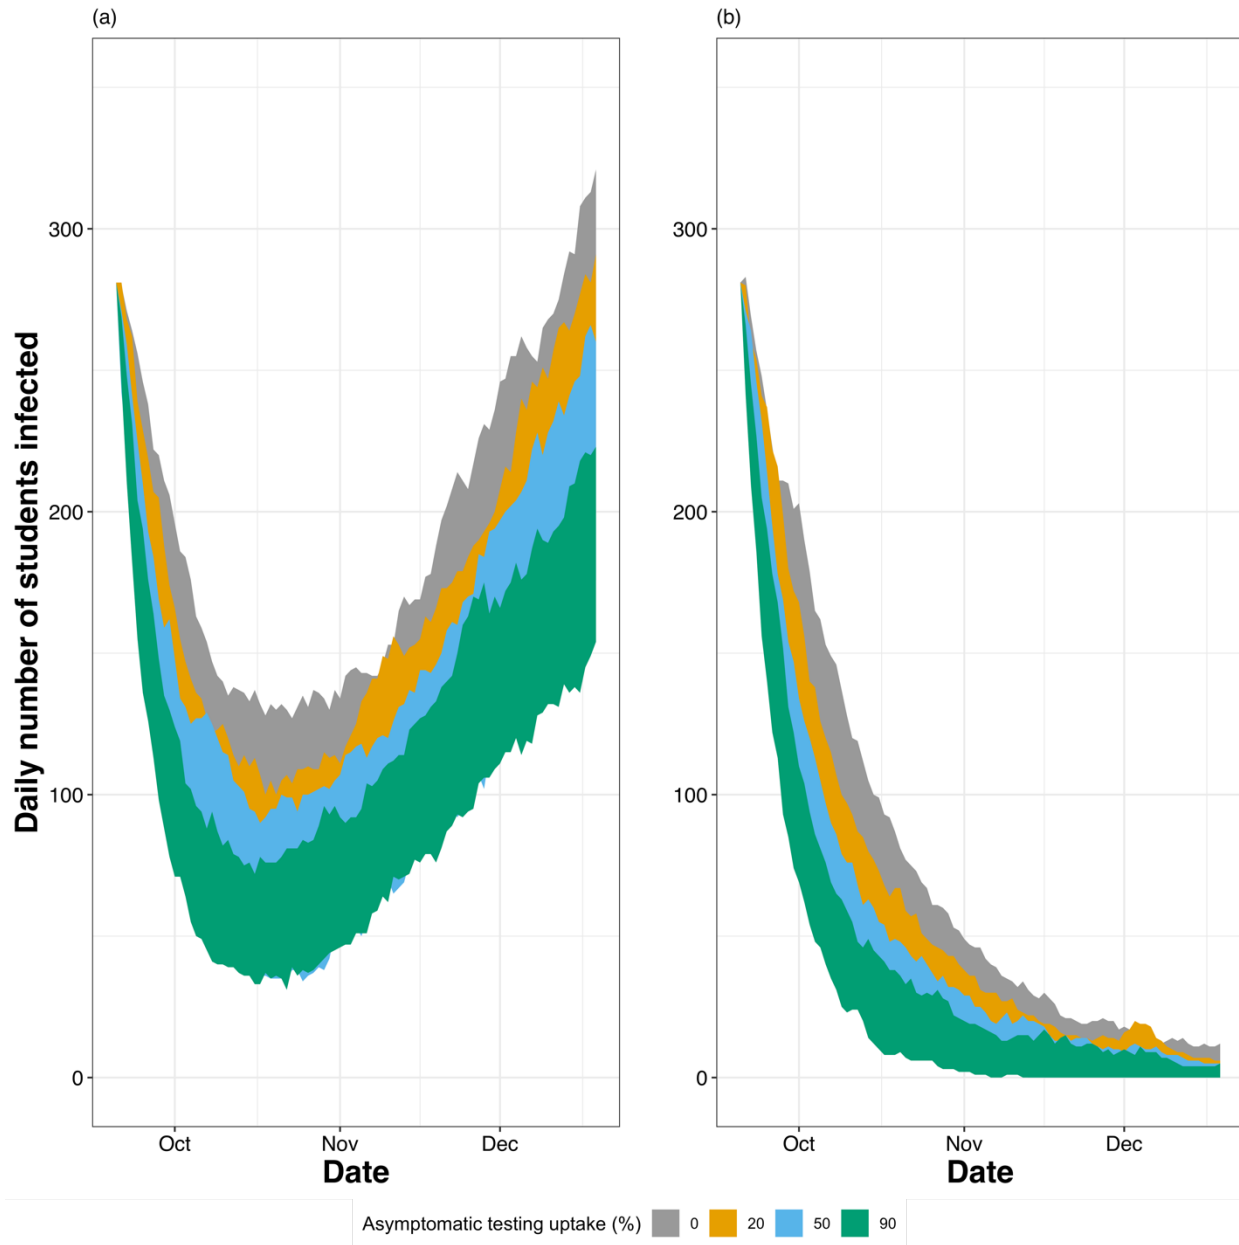 (a)
(b)
Daily number of students infected
300
200
100
0
300
200
100
0
Oct Nov Dec
Oct Nov Dec
Date
Date
Asymptomatic testing uptake (%) 0 20 50 90